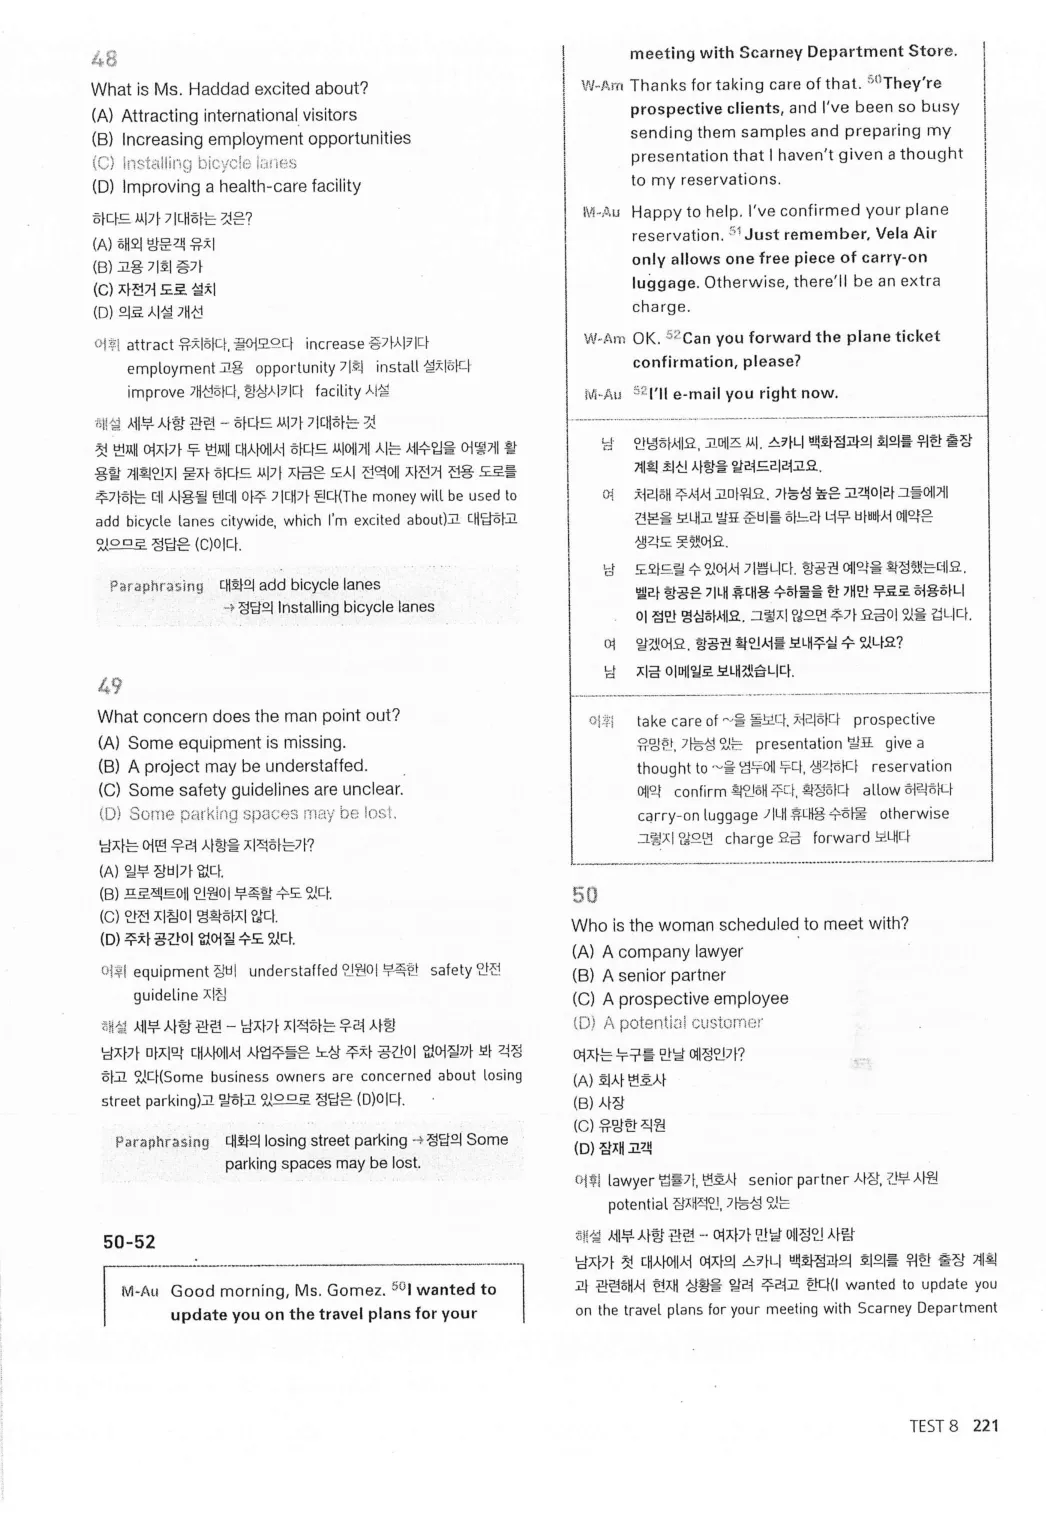 48
What is Ms. Haddad excited about?
(A) Attracting international visitors
(B) Increasing employment opportunities
(C) Installing bicycle lanes
(D) Improving a health-care facility
하다드 씨가 기대하는 것은?
(A) 해외 방문객 유치
(B) 고용 기회 증가
(C) 자전거 도로 설치
(D) 의료 시설 개선
어휘 attract 유치하다, 끌어모으다 increase 증가시키다
employment 고용 opportunity 기회 install 설치하다
improve 개선하다, 향상시키다 facility 시설
해설 세부 사항 관련 – 하다드 씨가 기대하는 것
첫 번째 여자가 두 번째 대사에서 하다드 씨에게 시는 세수입을 어떻게 활
용할 계획인지 묻자 하다드 씨가 자금은 도시 전역에 자전거 전용 도로를
추가하는 데 사용될 텐데 아주 기대가 된다(The money will be used to
add bicycle lanes citywide, which I'm excited about)고 대답하고
있으므로 정답은 (C)이다.
Paraphrasing 대화의 add bicycle lanes
→ 정답의 Installing bicycle lanes
49
What concern does the man point out?
(A) Some equipment is missing.
(B) A project may be understaffed.
(C) Some safety guidelines are unclear.
(D) Some parking spaces may be lost.
남자는 어떤 우려 사항을 지적하는가?
(A) 일부 장비가 없다.
(B) 프로젝트에 인원이 부족할 수도 있다.
(C) 안전 지침이 명확하지 않다.
(D) 주차 공간이 없어질 수도 있다.
어휘 equipment 장비 understaffed 인원이 부족한 safety 안전
guideline 지침
해설 세부 사항 관련 – 남자가 지적하는 우려 사항
남자가 마지막 대사에서 사업주들은 노상 주차 공간이 없어질까 봐 걱정
하고 있다(Some business owners are concerned about losing
street parking)고 말하고 있으므로 정답은 (D)이다.
Paraphrasing 대화의 losing street parking → 정답의 Some
parking spaces may be lost.
50-52
M-Au Good morning, Ms. Gomez. 50I wanted to
update you on the travel plans for your
meeting with Scarney Department Store.
W-Am Thanks for taking care of that. 50They're
prospective clients, and I've been so busy
sending them samples and preparing my
presentation that I haven't given a thought
to my reservations.
M-Au Happy to help. I've confirmed your plane
reservation. 51Just remember, Vela Air
only allows one free piece of carry-on
luggage. Otherwise, there'll be an extra
charge.
W-Am OK. 52Can you forward the plane ticket
confirmation, please?
M-Au 52I'll e-mail you right now.
남 안녕하세요, 고메즈 씨. 스카니 백화점과의 회의를 위한 출장
계획 최신 사항을 알려드리려고요.
여 처리해 주셔서 고마워요. 가능성 높은 고객이라 그들에게
견본을 보내고 발표 준비를 하느라 너무 바빠서 예약은
생각도 못했어요.
남 도와드릴 수 있어서 기쁩니다. 항공권 예약을 확정했는데요.
벨라 항공은 기내 휴대용 수하물을 한 개만 무료로 허용하니
이 점만 명심하세요. 그렇지 않으면 추가 요금이 있을 겁니다.
여 알겠어요. 항공권 확인서를 보내주실 수 있나요?
남 지금 이메일로 보내겠습니다.
어휘 take care of ~을 돌보다, 처리하다 prospective
유망한, 가능성 있는 presentation 발표 give a
thought to ~을 염두에 두다, 생각하다 reservation
예약 confirm 확인해 주다, 확정하다 allow 허락하다
carry-on luggage 기내 휴대용 수하물 otherwise
그렇지 않으면 charge 요금 forward 보내다
50
Who is the woman scheduled to meet with?
(A) A company lawyer
(B) A senior partner
(C) A prospective employee
(D) A potential customer
여자는 누구를 만날 예정인가?
(A) 회사 변호사
(B) 사장
(C) 유망한 직원
(D) 잠재 고객
어휘 lawyer 법률가, 변호사 senior partner 사장, 간부 사원
potential 잠재적인, 가능성 있는
해설 세부 사항 관련 – 여자가 만날 예정인 사람
남자가 첫 대사에서 여자의 스카니 백화점과의 회의를 위한 출장 계획
과 관련해서 현재 상황을 알려 주려고 한다(I wanted to update you
on the travel plans for your meeting with Scarney Department
TEST 8 221